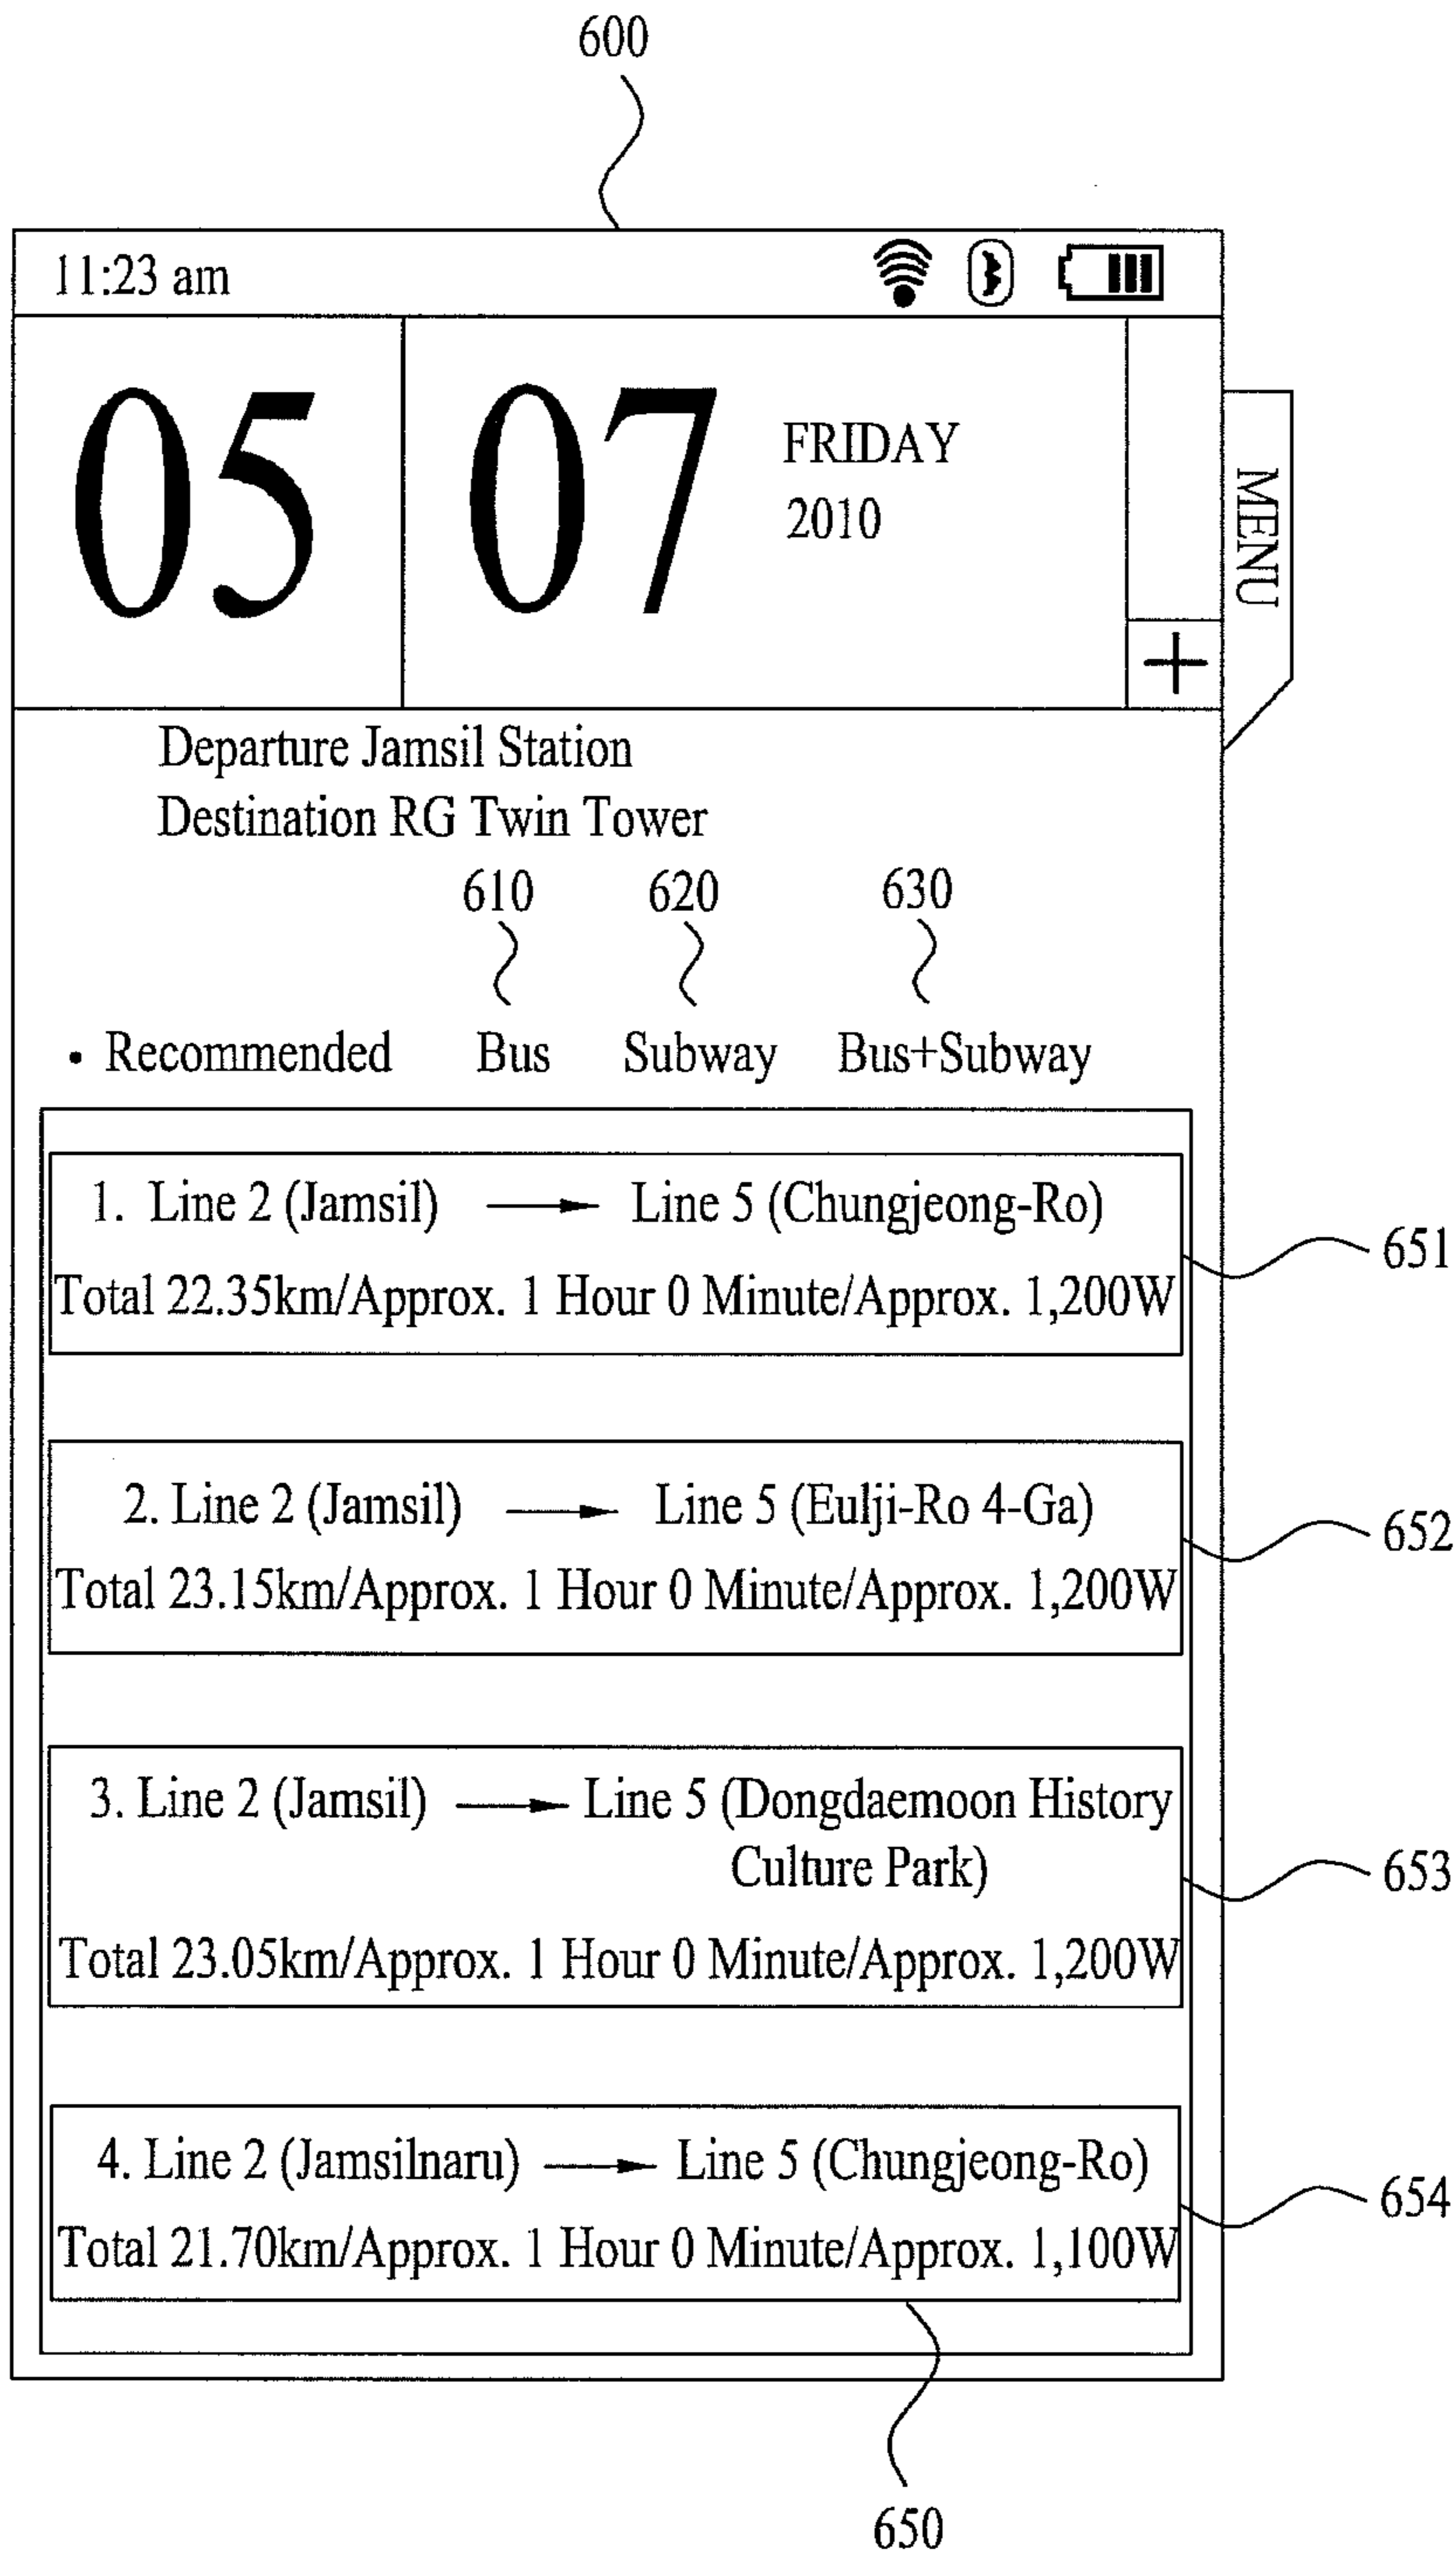 600
11:23 am
05
07
FRIDAY
2010
MENU
+
Departure Jamsil Station
Destination RG Twin Tower
610
620
630
• Recommended Bus Subway Bus+Subway
1. Line 2 (Jamsil) → Line 5 (Chungjeong-Ro)
Total 22.35km/Approx. 1 Hour 0 Minute/Approx. 1,200W
651
2. Line 2 (Jamsil) → Line 5 (Eulji-Ro 4-Ga)
Total 23.15km/Approx. 1 Hour 0 Minute/Approx. 1,200W
652
3. Line 2 (Jamsil) → Line 5 (Dongdaemoon History
Culture Park)
Total 23.05km/Approx. 1 Hour 0 Minute/Approx. 1,200W
653
4. Line 2 (Jamsilnaru) → Line 5 (Chungjeong-Ro)
Total 21.70km/Approx. 1 Hour 0 Minute/Approx. 1,100W
654
650